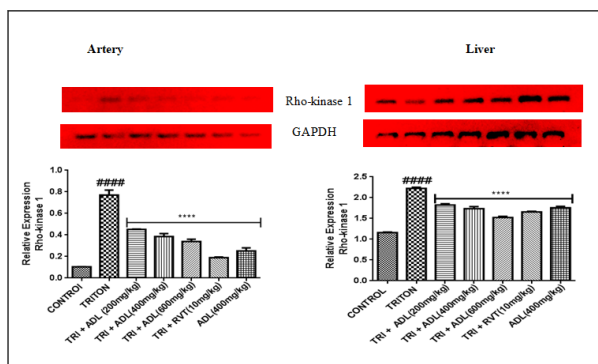 Artery
Liver
Rho-kinase 1
GAPDH
Relative Expression
Rho-kinase 1
1.0
0.8
0.6
0.4
0.2
0.0
####
****
CONTROL
TRITON
TRI + ADL (200mg/kg)
TRI + ADL(400mg/kg)
TRI + ADL(600mg/kg)
TRI + RVT(10mg/kg)
ADL(400mg/kg)
Relative Expression
Rho-kinase 1
2.5
2.0
1.5
1.0
0.5
0.0
####
****
CONTROL
TRITON
TRI + ADL(200mg/kg)
TRI + ADL(400mg/kg)
TRI + ADL(600mg/kg)
TRI + RVT(10mg/kg)
ADL(400mg/kg)